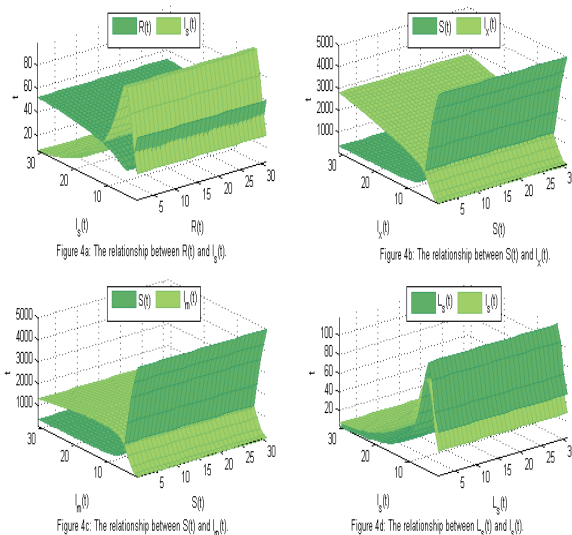 R(t) I_s(t)
80
60
40
20
t
30
20
10
5 10 15 20 25 30
I_s(t)
R(t)
Figure 4a: The relationship between R(t) and I_s(t).
S(t) I_x(t)
5000
4000
3000
2000
1000
t
30
20
10
5 10 15 20 25 3
I_x(t)
S(t)
Figure 4b: The relationship between S(t) and I_x(t).
S(t) I_m(t)
5000
4000
3000
2000
1000
t
30
20
10
5 10 15 20 25 30
I_m(t)
S(t)
Figure 4c: The relationship between S(t) and I_m(t).
L_s(t) I_s(t)
100
80
60
40
20
t
30
20
10
5 10 15 20 25 3
I_s(t)
L_s(t)
Figure 4d: The relationship between L_s(t) and I_s(t).